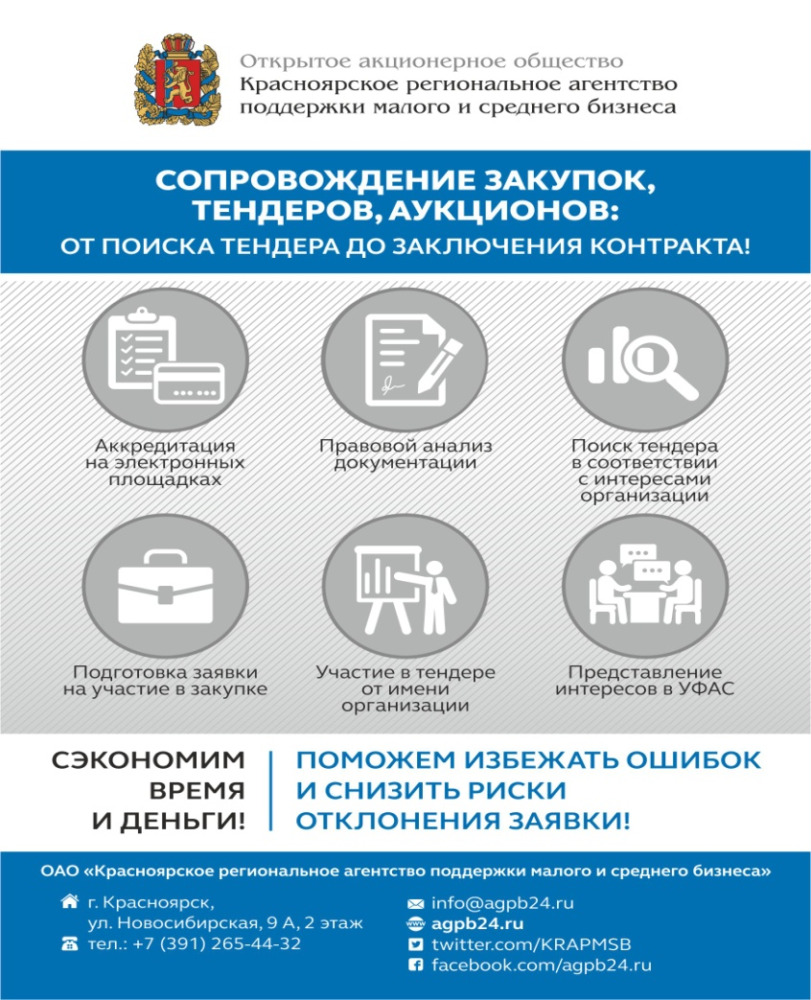 Открытое акционерное общество
Красноярское региональное агентство
поддержки малого и среднего бизнеса
СОПРОВОЖДЕНИЕ ЗАКУПОК,
ТЕНДЕРОВ, АУКЦИОНОВ:
ОТ ПОИСКА ТЕНДЕРА ДО ЗАКЛЮЧЕНИЯ КОНТРАКТА!
Аккредитация
на электронных
площадках
Правовой анализ
документации
Поиск тендера
в соответствии
с интересами
организации
Подготовка заявки
на участие в закупке
Участие в тендере
от имени
организации
Представление
интересов в УФАС
СЭКОНОМИМ
ВРЕМЯ
И ДЕНЬГИ!
ПОМОЖЕМ ИЗБЕЖАТЬ ОШИБОК
И СНИЗИТЬ РИСКИ
ОТКЛОНЕНИЯ ЗАЯВКИ!
ОАО «Красноярское региональное агентство поддержки малого и среднего бизнеса»
г. Красноярск,
ул. Новосибирская, 9 А, 2 этаж
тел.: +7 (391) 265-44-32
info@agpb24.ru
www agpb24.ru
twitter.com/KRAPMSB
facebook.com/agpb24.ru